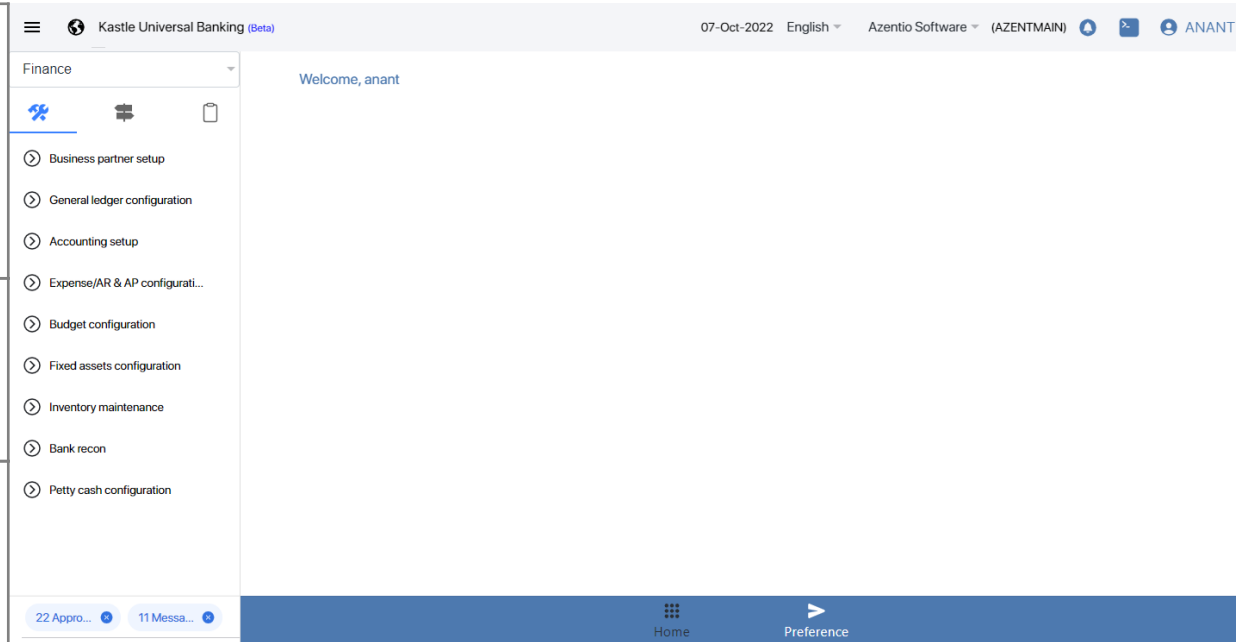 Kastle Universal Banking (Beta) 07-Oct-2022 English Azentio Software (AZENTMAIN) ANANT
Finance
Welcome, anant
Business partner setup
General ledger configuration
Accounting setup
Expense/AR & AP configurati...
Budget configuration
Fixed assets configuration
Inventory maintenance
Bank recon
Petty cash configuration
22 Appro... 11 Messa...
Home Preference